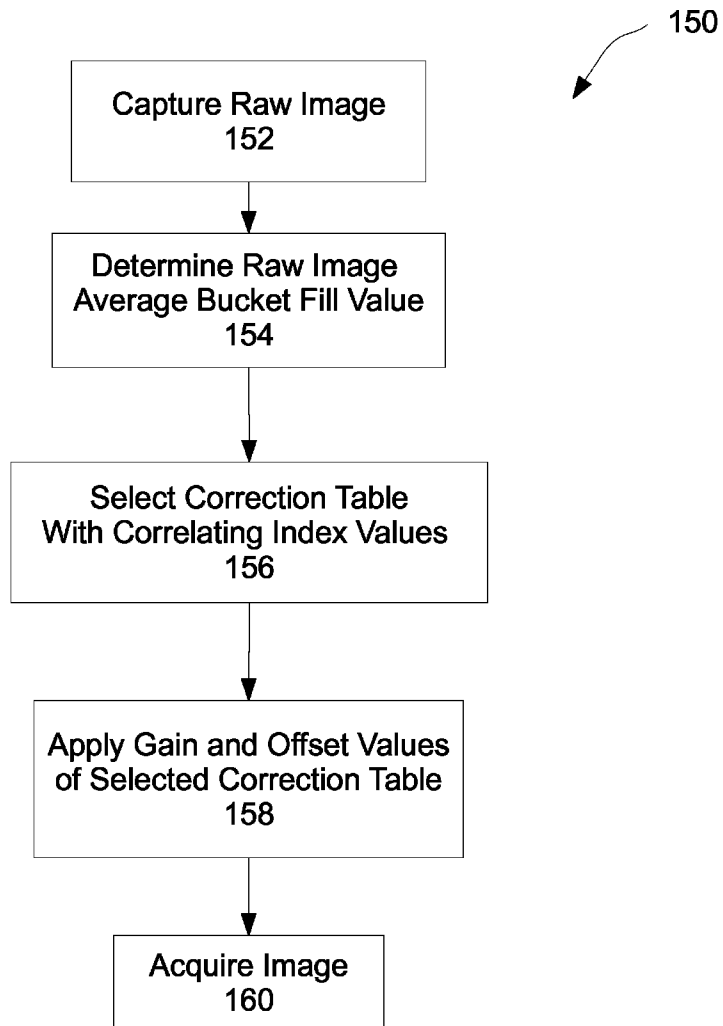 150
Capture Raw Image
152
Determine Raw Image
Average Bucket Fill Value
154
Select Correction Table
With Correlating Index Values
156
Apply Gain and Offset Values
of Selected Correction Table
158
Acquire Image
160